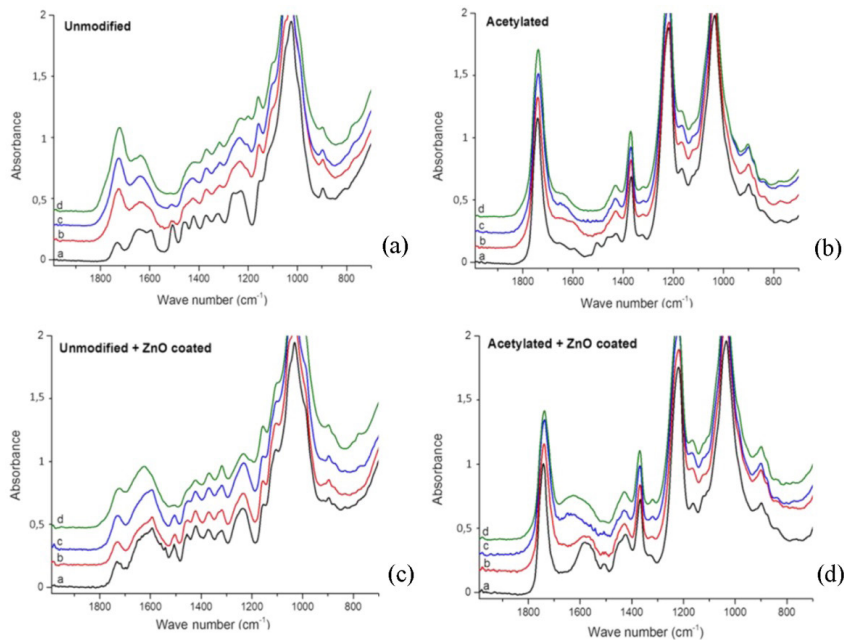 Unmodified
2
1,5
1
0,5
0
Absorbance
d
c
b
a
1800 1600 1400 1200 1000 800
Wave number (cm-1)
(a)
Acetylated
2
1,5
1
0,5
0
Absorbance
d
c
b
a
1800 1600 1400 1200 1000 800
Wave number (cm-1)
(b)
Unmodified + ZnO coated
2
1,5
1
0,5
0
Absorbance
d
c
b
a
1800 1600 1400 1200 1000 800
Wave number (cm-1)
(c)
Acetylated + ZnO coated
2
1,5
1
0,5
0
Absorbance
d
c
b
a
1800 1600 1400 1200 1000 800
Wave number (cm-1)
(d)